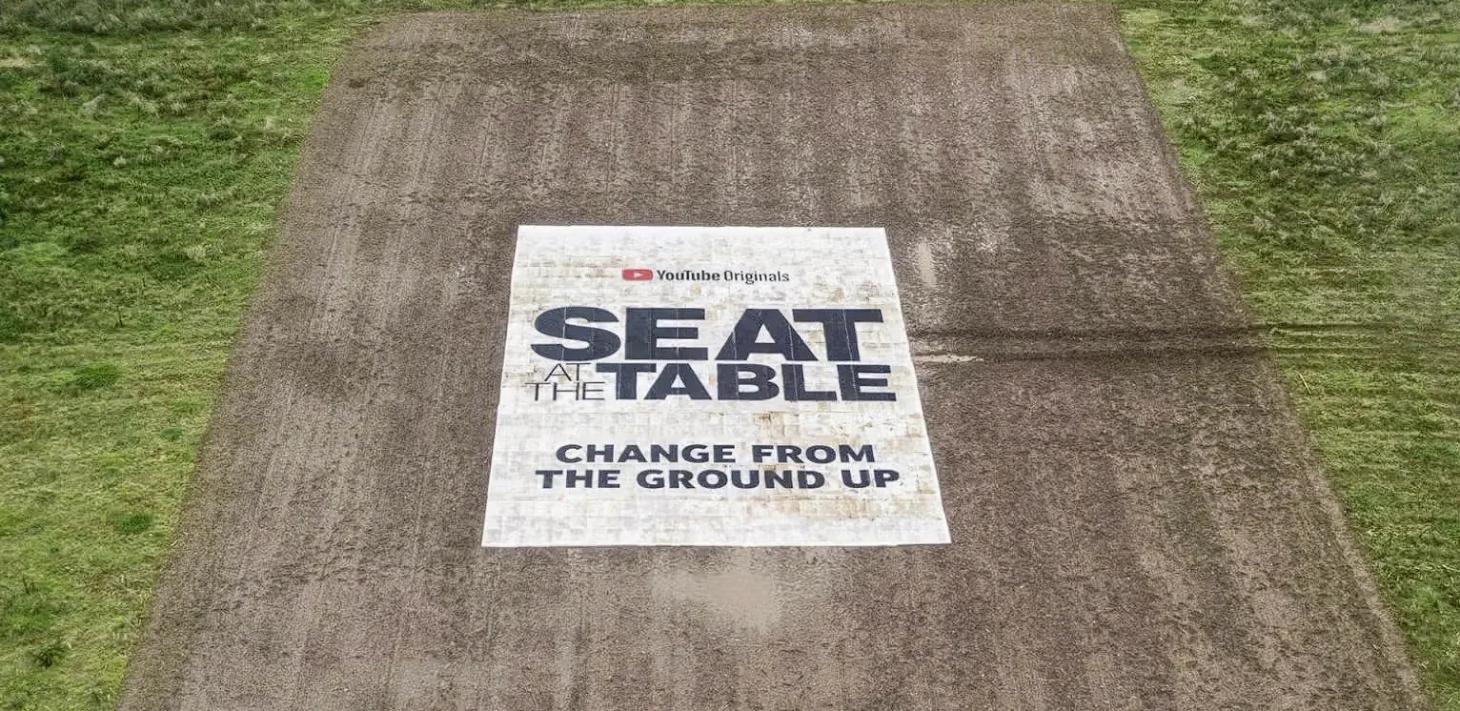 YouTube Originals
SEAT
AT
THE TABLE
CHANGE FROM
THE GROUND UP